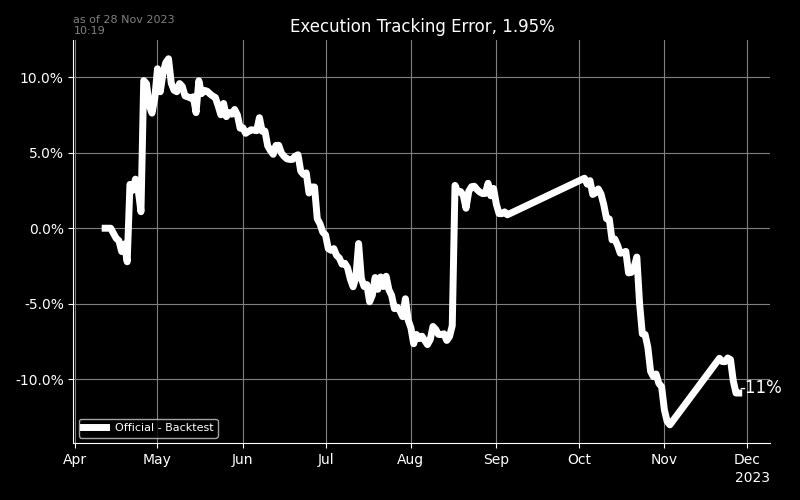 as of 28 Nov 2023
10:19
Execution Tracking Error, 1.95%
10.0%
5.0%
0.0%
-5.0%
-10.0%
-11%
Official - Backtest
Apr May Jun Jul Aug Sep Oct Nov Dec
2023